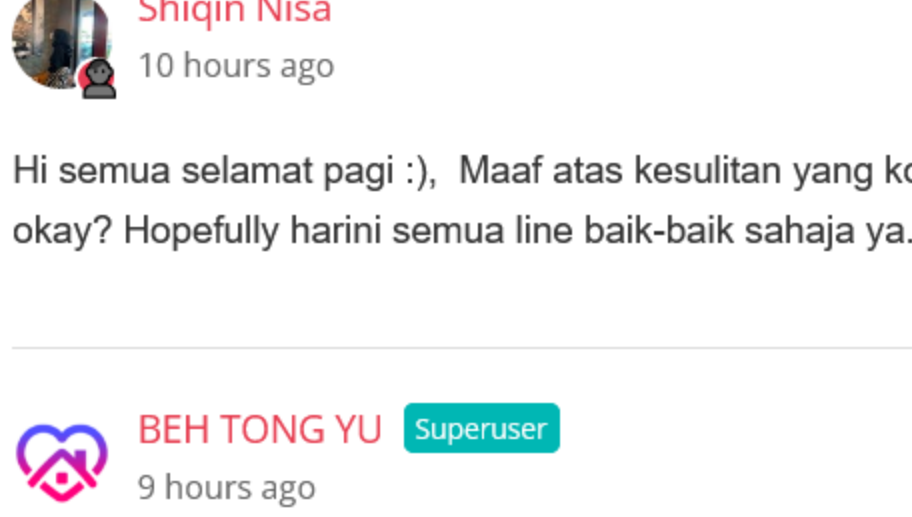 Shiqin Nisa
10 hours ago
Hi semua selamat pagi :),  Maaf atas kesulitan yang
okay? Hopefully harini semua line baik-baik sahaja ya.
BEH TONG YU Superuser
9 hours ago